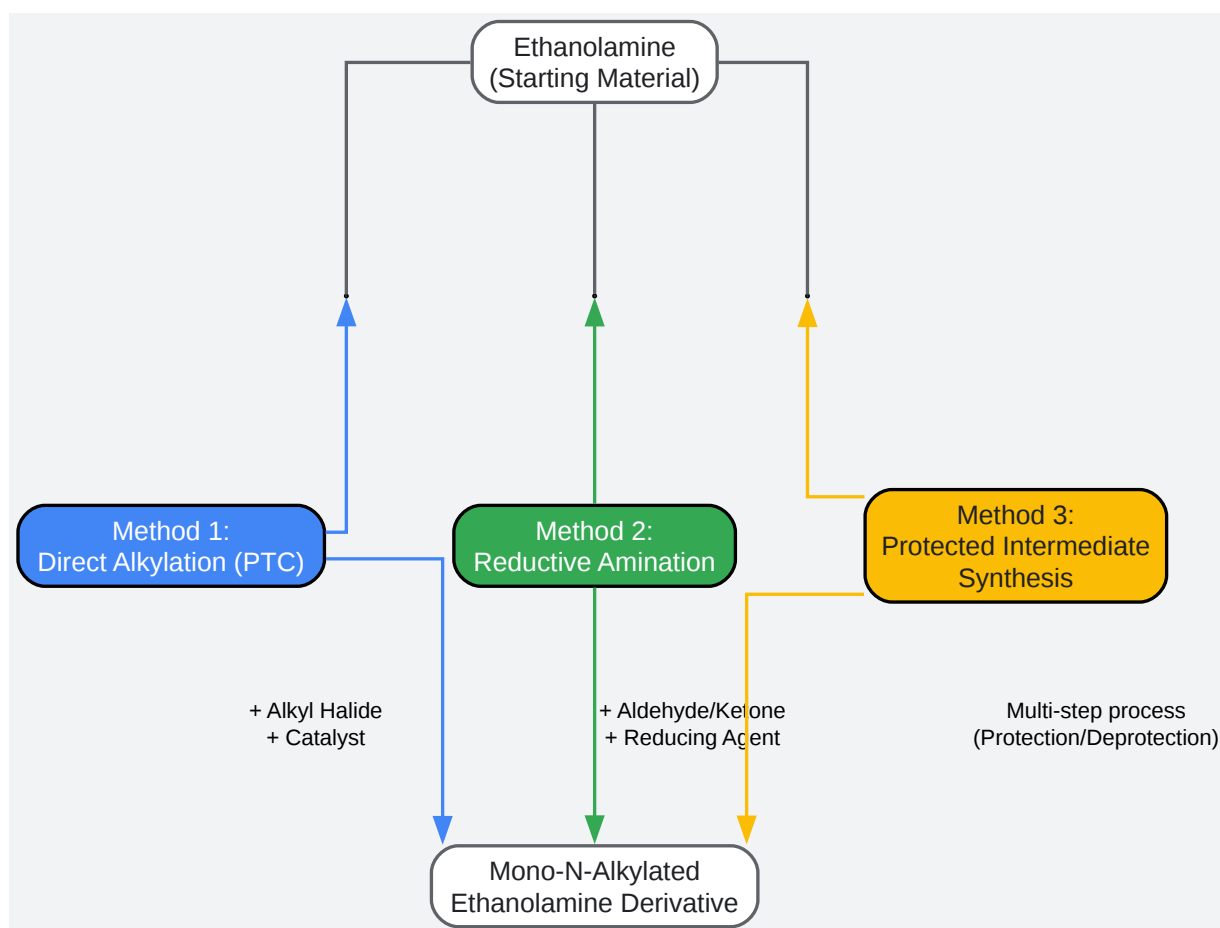 Ethanolamine
(Starting Material)
Method 1:
Direct Alkylation (PTC)
Method 2:
Reductive Amination
Method 3:
Protected Intermediate
Synthesis
+ Alkyl Halide
+ Catalyst
+ Aldehyde/Ketone
+ Reducing Agent
Multi-step process
(Protection/Deprotection)
Mono-N-Alkylated
Ethanolamine Derivative